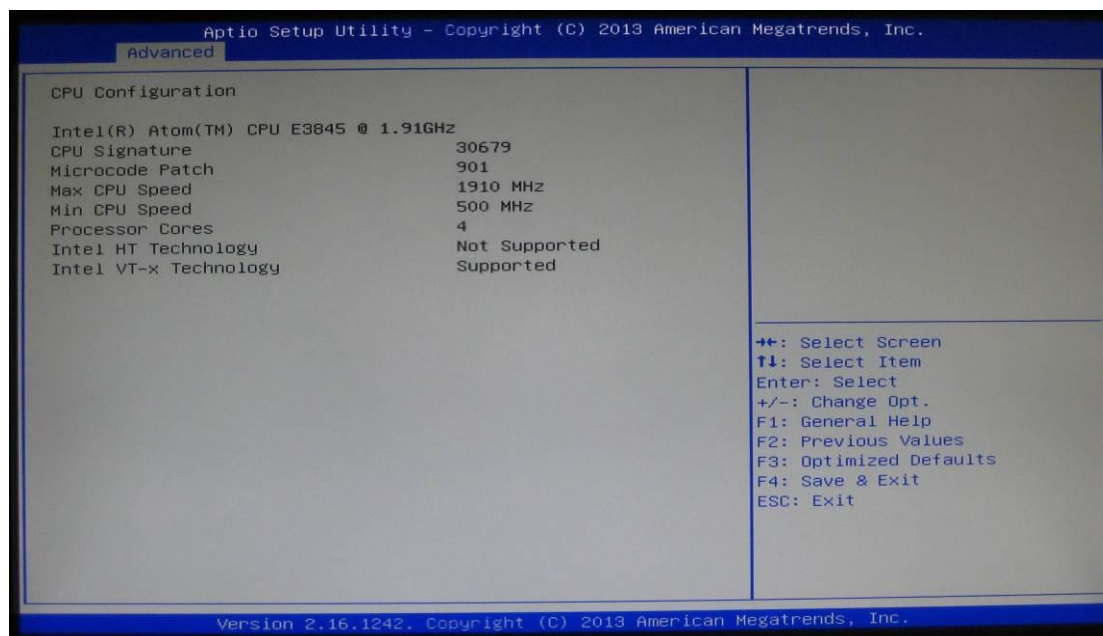 Aptio Setup Utility – Copyright (C) 2013 American Megatrends, Inc.
Advanced
CPU Configuration
Intel(R) Atom(TM) CPU E3845 @ 1.91GHz
CPU Signature 30679
Microcode Patch 901
Max CPU Speed 1910 MHz
Min CPU Speed 500 MHz
Processor Cores 4
Intel HT Technology Not Supported
Intel VT-x Technology Supported
→←: Select Screen
↑↓: Select Item
Enter: Select
+/-: Change Opt.
F1: General Help
F2: Previous Values
F3: Optimized Defaults
F4: Save & Exit
ESC: Exit
Version 2.16.1242. Copyright (C) 2013 American Megatrends, Inc.